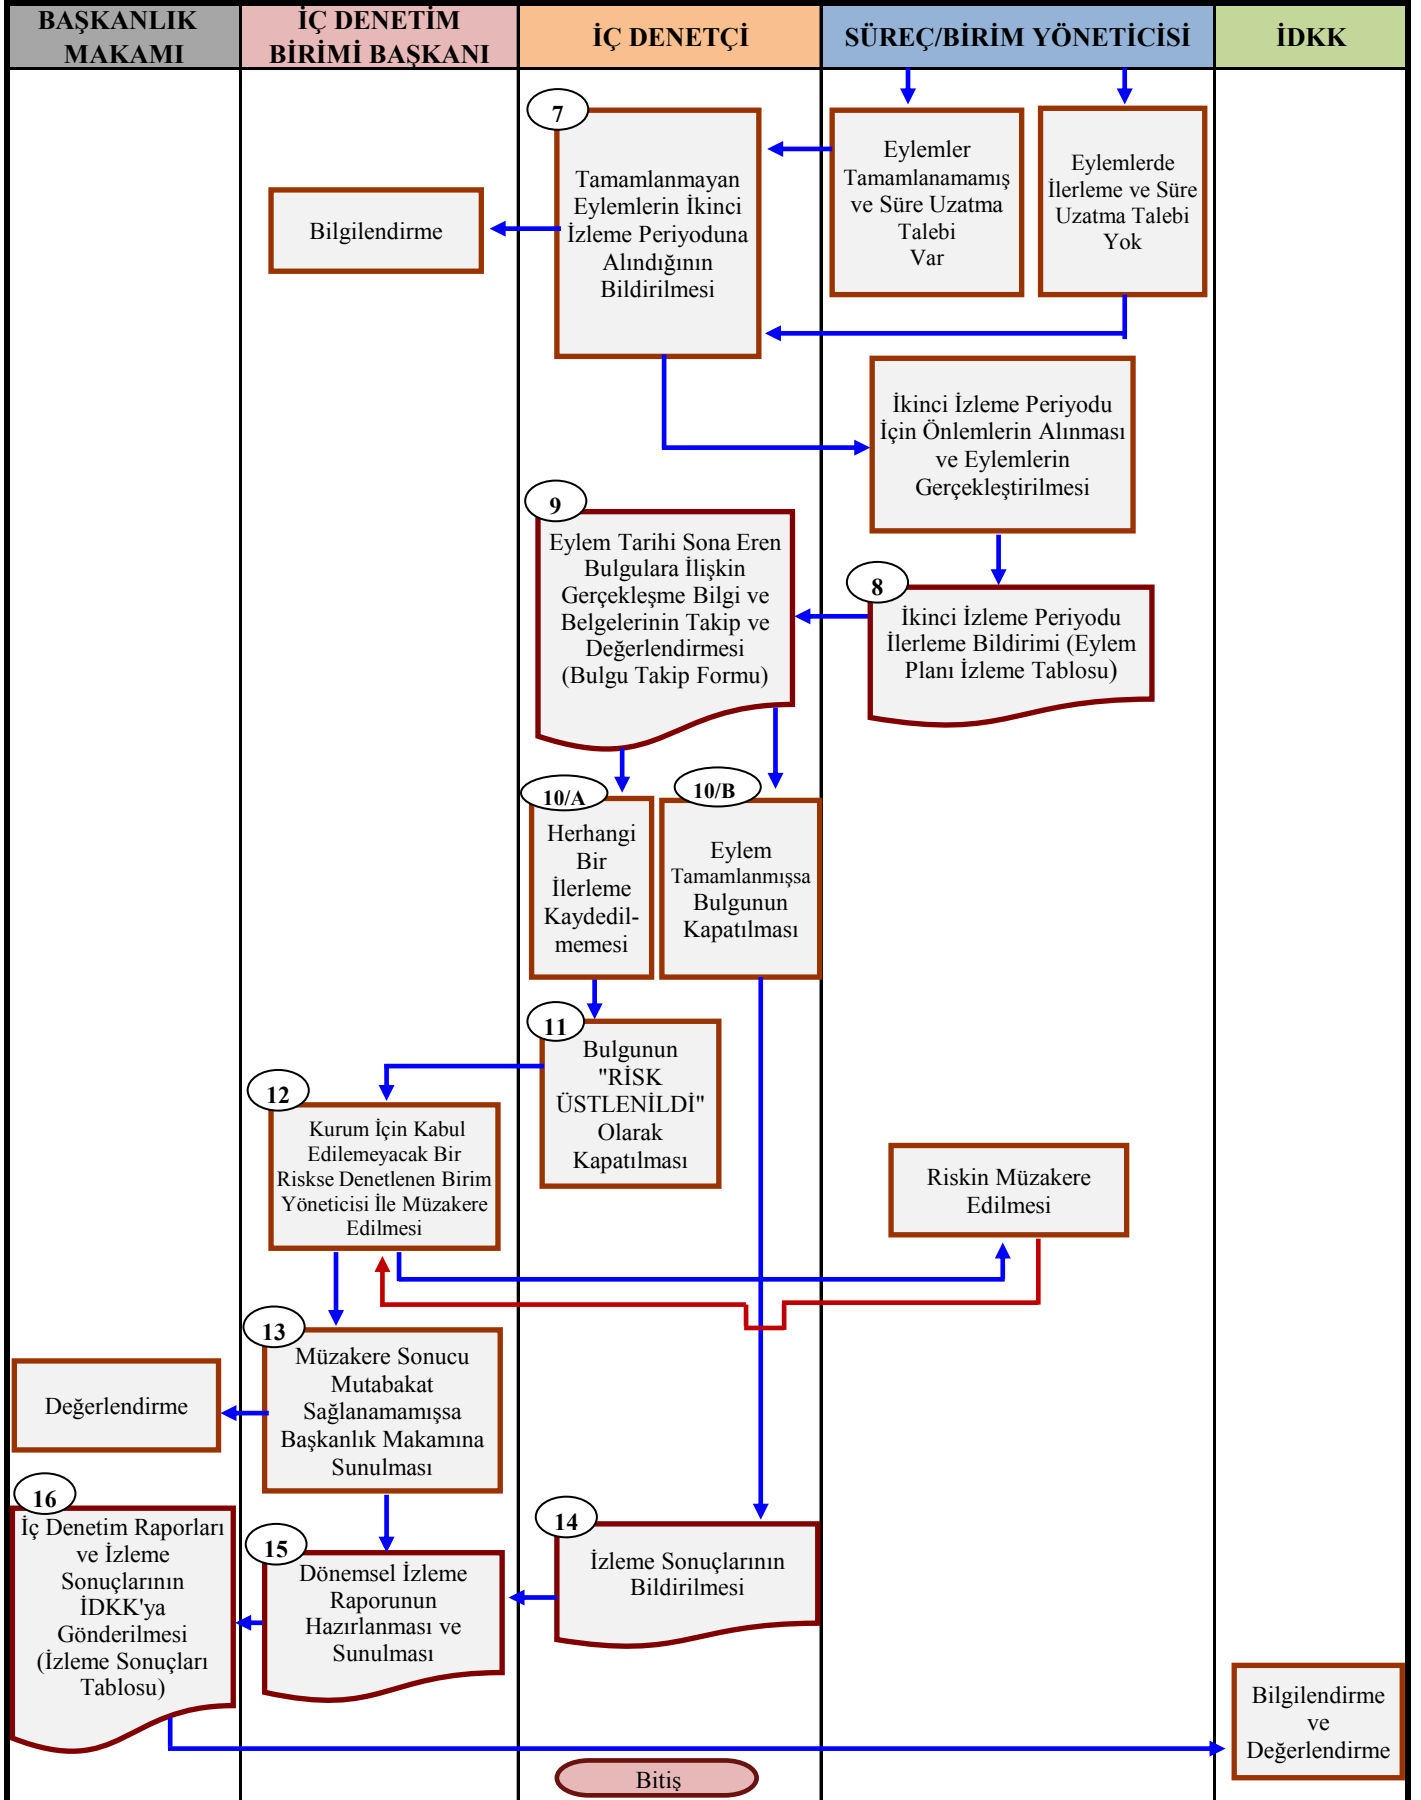 BAŞKANLIK
MAKAMI
İÇ DENETİM
BİRİMİ BAŞKANI
İÇ DENETÇİ
SÜREÇ/BİRİM YÖNETİCİSİ
İDKK
7
Tamamlanmayan
Eylemlerin İkinci
İzleme Periyoduna
Alındığının
Bildirilmesi
Eylemler
Tamamlanamamış
ve Süre Uzatma
Talebi
Var
Eylemlerde
İlerleme ve Süre
Uzatma Talebi
Yok
Bilgilendirme
İkinci İzleme Periyodu
İçin Önlemlerin Alınması
ve Eylemlerin
Gerçekleştirilmesi
9
Eylem Tarihi Sona Eren
Bulgulara İlişkin
Gerçekleşme Bilgi ve
Belgelerinin Takip ve
Değerlendirmesi
(Bulgu Takip Formu)
8
İkinci İzleme Periyodu
İlerleme Bildirimi (Eylem
Planı İzleme Tablosu)
10/A
Herhangi
Bir
İlerleme
Kaydedil-
memesi
10/B
Eylem
Tamamlanmışsa
Bulgunun
Kapatılması
11
Bulgunun
"RİSK
ÜSTLENİLDİ"
Olarak
Kapatılması
12
Kurum İçin Kabul
Edilemeyacak Bir
Riskse Denetlenen Birim
Yöneticisi İle Müzakere
Edilmesi
Riskin Müzakere
Edilmesi
13
Müzakere Sonucu
Mutabakat
Sağlanamamışsa
Başkanlık Makamına
Sunulması
Değerlendirme
16
İç Denetim Raporları
ve İzleme
Sonuçlarının
İDKK'ya
Gönderilmesi
(İzleme Sonuçları
Tablosu)
15
Dönemsel İzleme
Raporunun
Hazırlanması ve
Sunulması
14
İzleme Sonuçlarının
Bildirilmesi
Bilgilendirme
ve
Değerlendirme
Bitiş